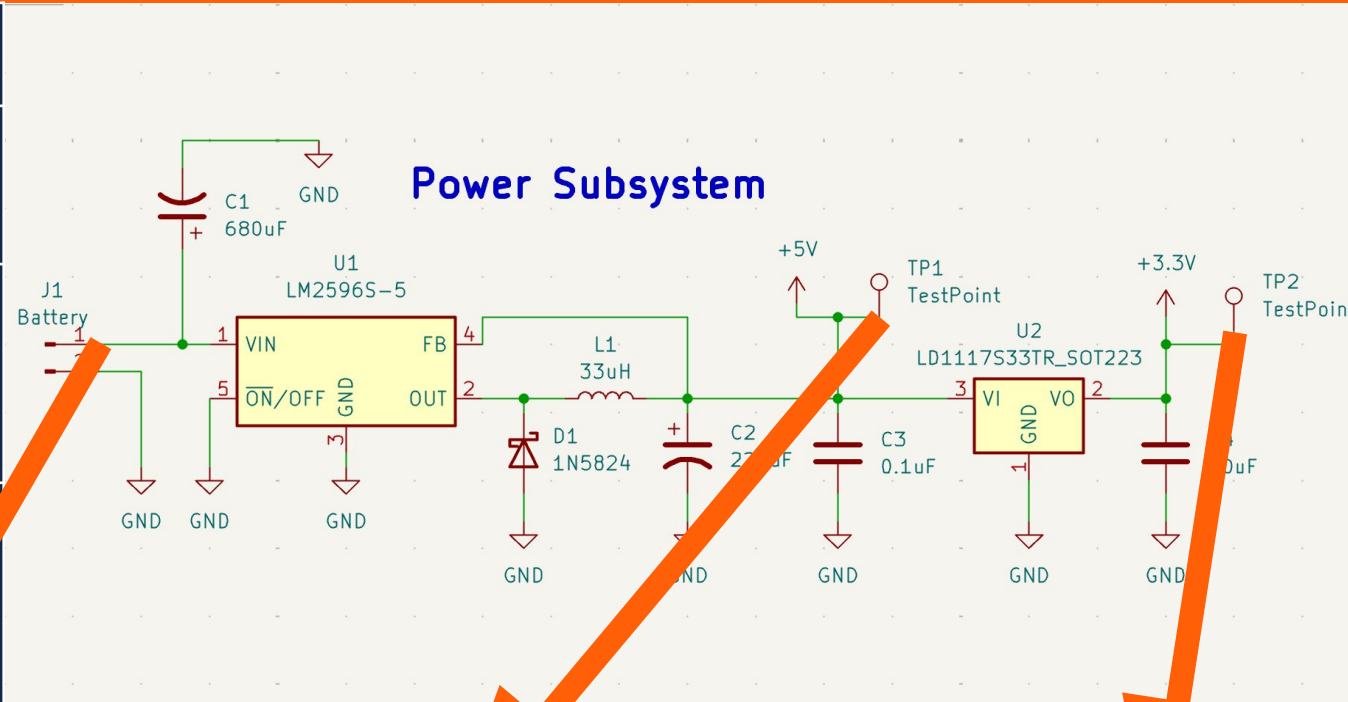 Power Subsystem
GND
C1
680uF
+
U1
LM2596S-5
J1
Battery
1
1
VIN
FB
4
5
ON/OFF
GND
OUT
2
3
GND
GND
GND
L1
33uH
D1
1N5824
GND
+
C2
+5V
TP1
TestPoint
C3
0.1uF
GND
U2
LD1117S33TR_SOT223
3
VI
VO
2
GND
1
GND
+3.3V
TP2
TestPoin
GND